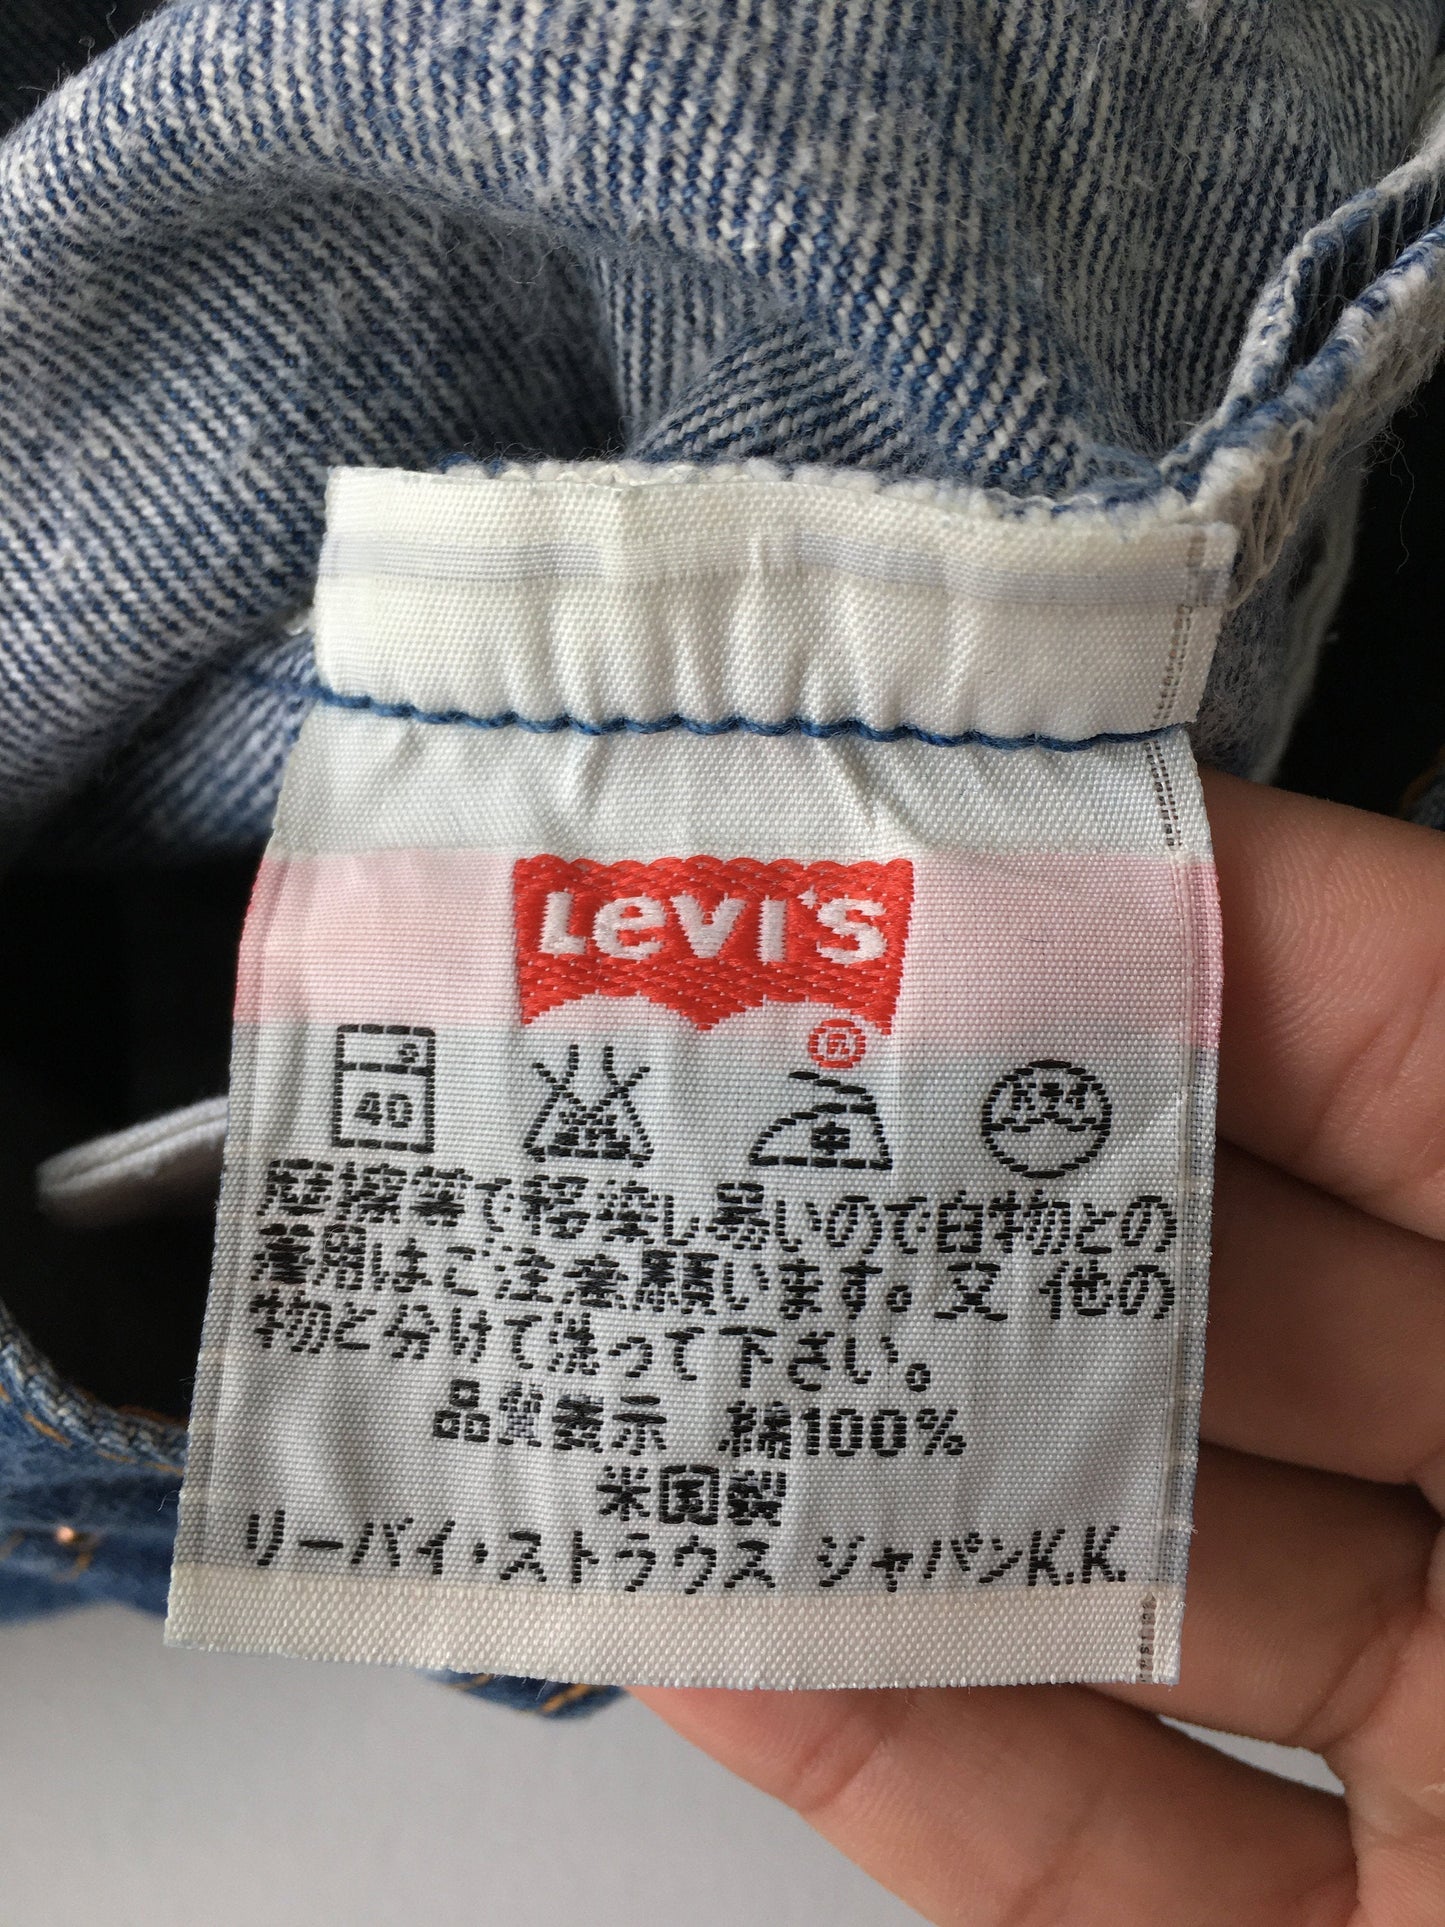 LEVI'S
®
S
40
中
摩擦等で移染し易いので白物との
着用はご注意願います。又 他の
物と分けて洗って下さい。
品質表示 綿100%
米国製
リーバイ・ストラウス ジャパンK.K.